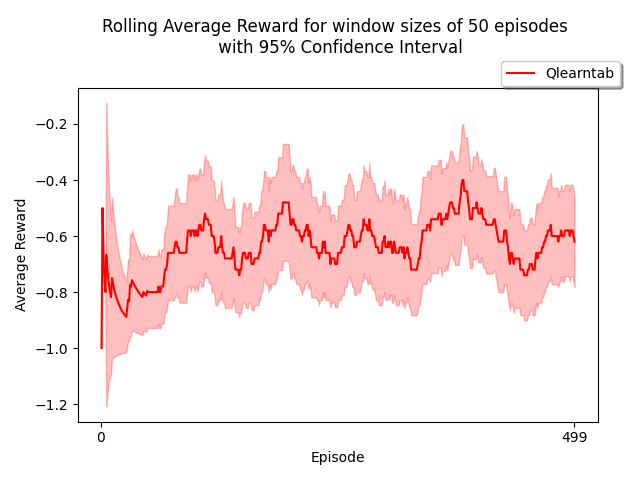 Rolling Average Reward for window sizes of 50 episodes
with 95% Confidence Interval
Qlearntab
−0.2
−0.4
−0.6
−0.8
−1.0
−1.2
Average Reward
0
499
Episode